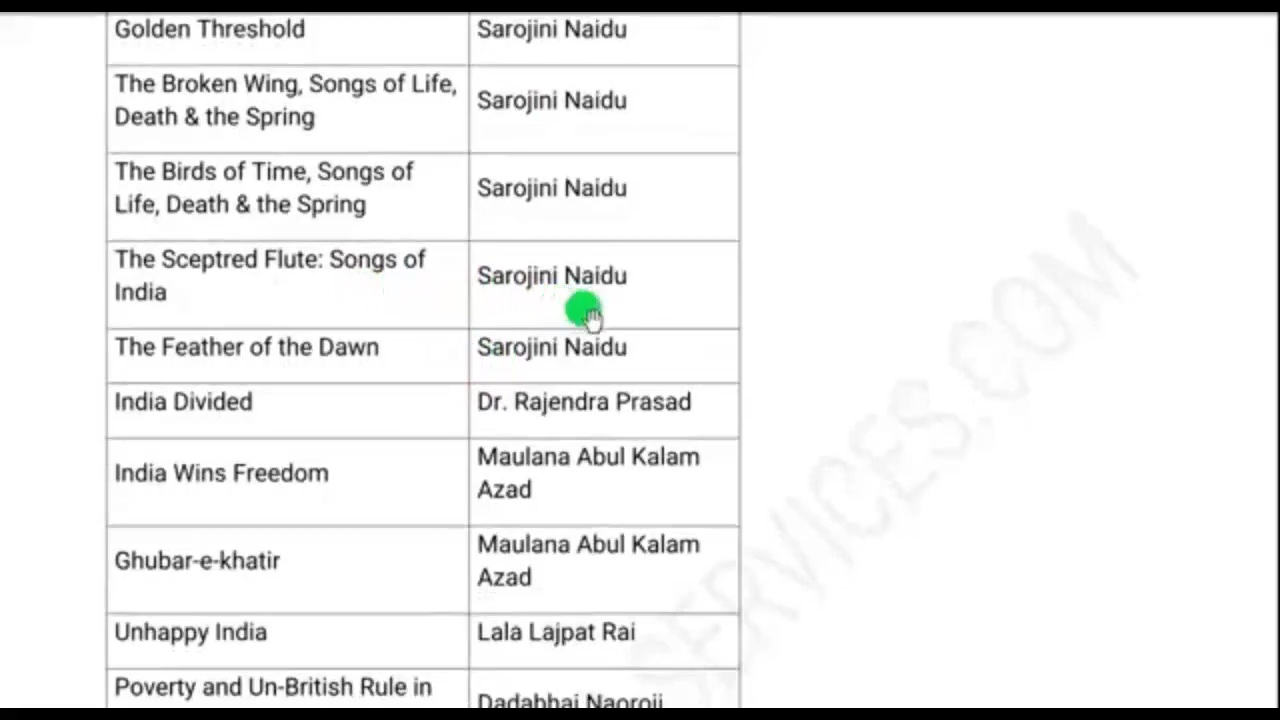 Golden Threshold
Sarojini Naidu
The Broken Wing, Songs of Life,
Death & the Spring
Sarojini Naidu
The Birds of Time, Songs of
Life, Death & the Spring
Sarojini Naidu
The Sceptred Flute: Songs of
India
Sarojini Naidu
The Feather of the Dawn
Sarojini Naidu
India Divided
Dr. Rajendra Prasad
India Wins Freedom
Maulana Abul Kalam
Azad
Ghubar-e-khatir
Maulana Abul Kalam
Azad
Unhappy India
Lala Lajpat Rai
Poverty and Un-British Rule in
Dadabhai Naoroji
SERVICES.COM